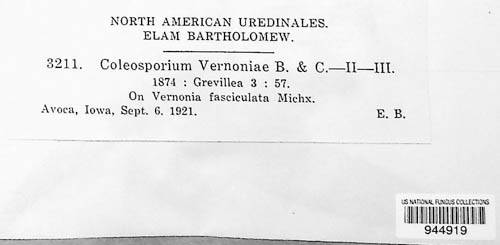 NORTH AMERICAN UREDINALES.
ELAM BARTHOLOMEW.
3211. Coleosporium Vernoniae B. & C.—II—III.
1874 : Grevillea 3 : 57.
On Vernonia fasciculata Michx.
Avoca, Iowa, Sept. 6. 1921. E. B.
US NATIONAL FUNGUS COLLECTIONS
944919